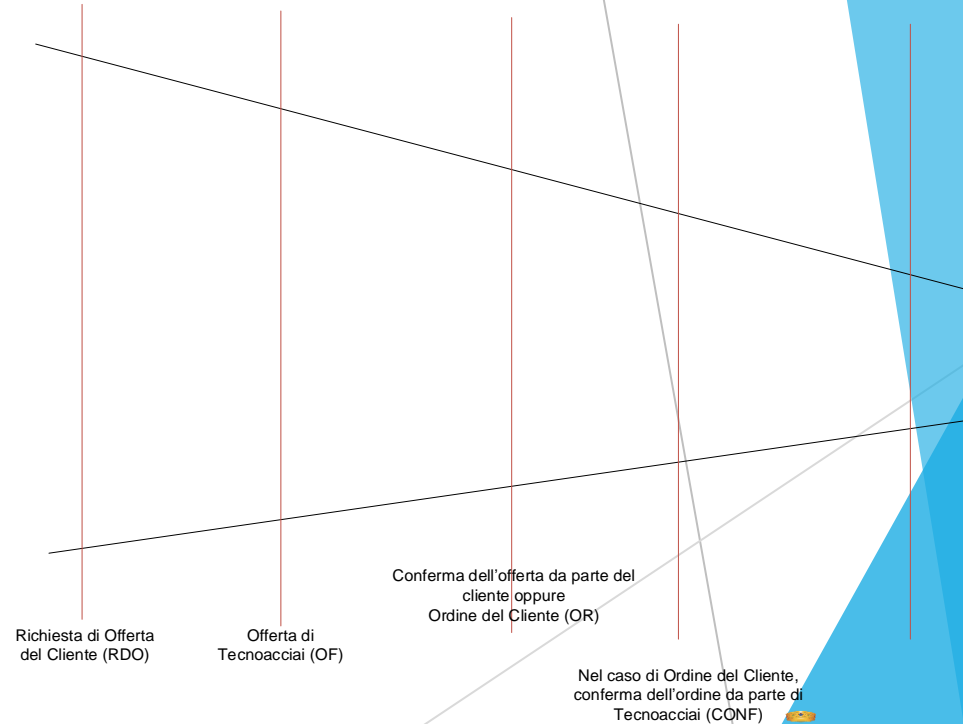 Conferma dell'offerta da parte del
cliente oppure
Ordine del Cliente (OR)
Richiesta di Offerta
del Cliente (RDO)
Offerta di
Tecnoacciai (OF)
Nel caso di Ordine del Cliente,
conferma dell'ordine da parte di
Tecnoacciai (CONF)